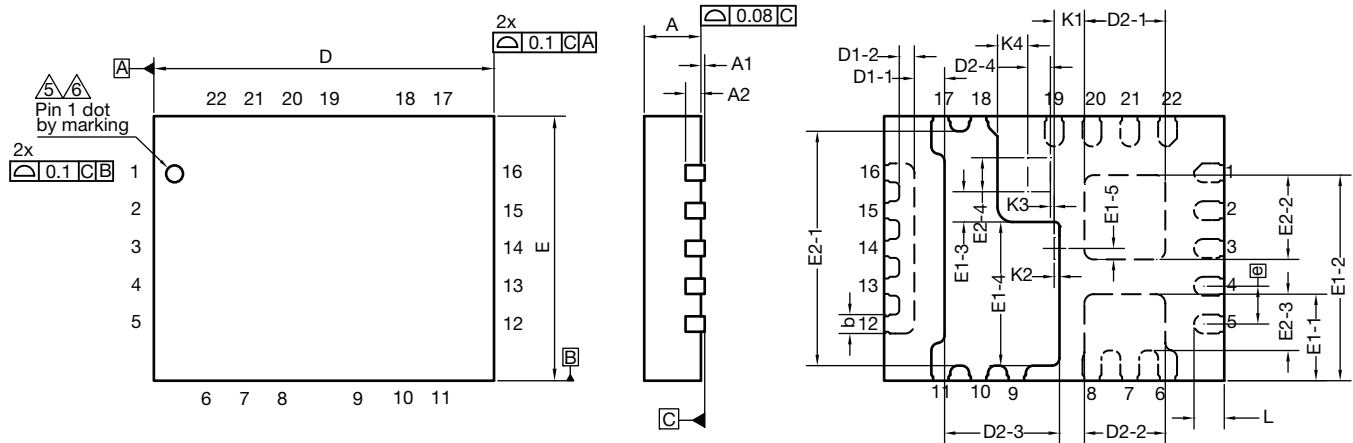 2x
⌓ 0.1 C A
A
D
5 6
Pin 1 dot
by marking
2x
⌓ 0.1 C B
22 21 20 19 18 17
1
2
3
4
5
16
15
14
13
12
E
B
6 7 8 9 10 11
A
⌓ 0.08 C
A1
A2
C
K1
D2-1
K4
D1-2
D2-4
D1-1
17 18 19 20 21 22
16
15
14
13
12
b
E2-1
E1-3
E2-4
K3
E1-5
K2
E1-4
E2-2
E1-2
1
2
3
4
5
e
E2-3
E1-1
11 10 9 8 7 6
D2-3
D2-2
L